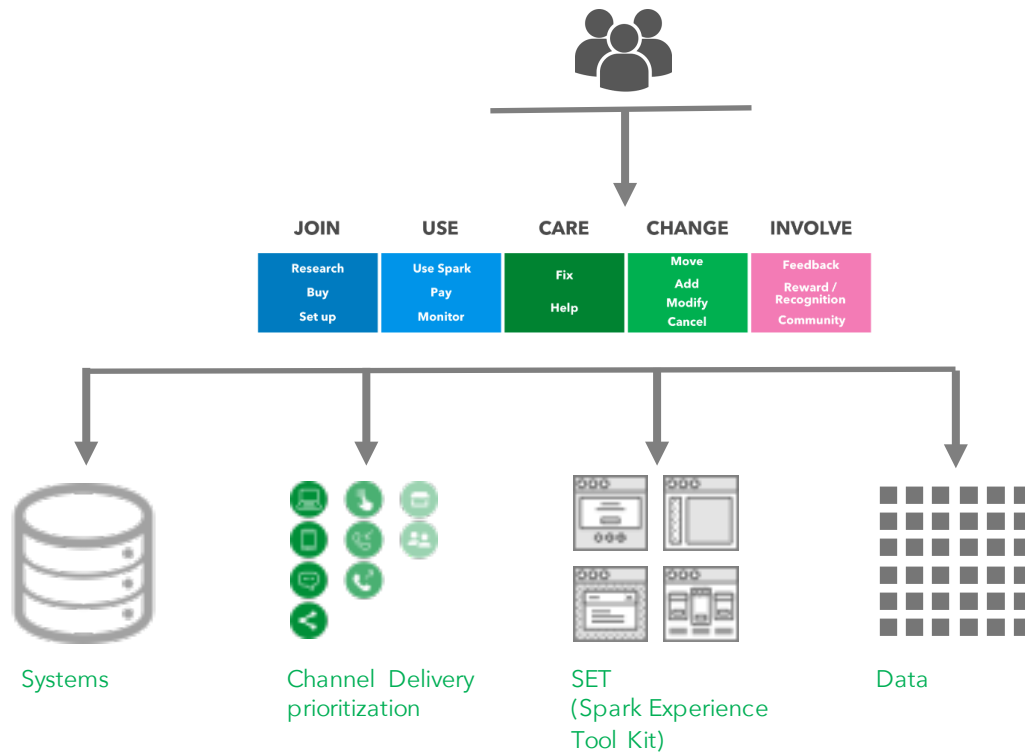 JOIN
USE
CARE
CHANGE
INVOLVE
Research
Buy
Set up
Use Spark
Pay
Monitor
Fix
Help
Move
Add
Modify
Cancel
Feedback
Reward /
Recognition
Community
Systems
Channel Delivery
prioritization
SET
(Spark Experience
Tool Kit)
Data